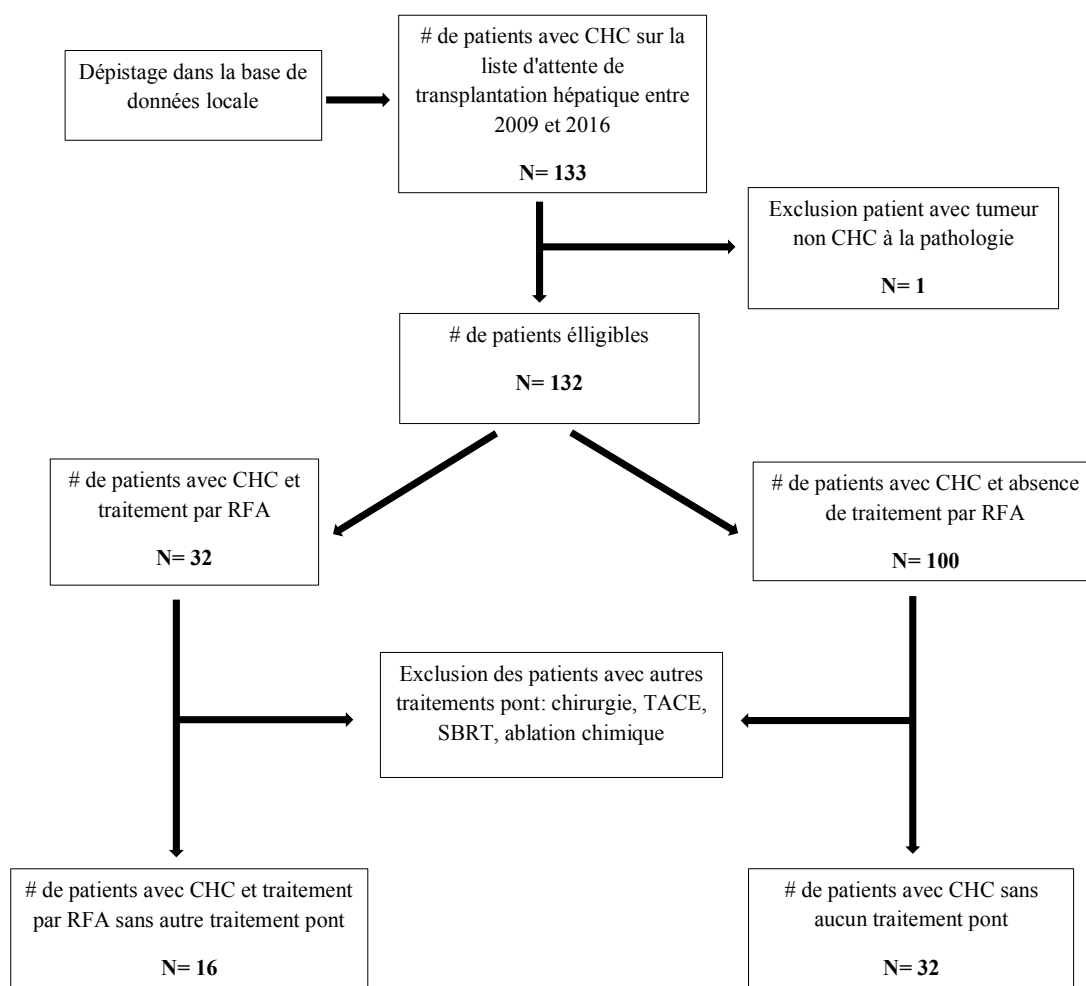 Dépistage dans la base de
données locale
# de patients avec CHC sur la
liste d'attente de
transplantation hépatique entre
2009 et 2016
N= 133
Exclusion patient avec tumeur
non CHC à la pathologie
N= 1
# de patients élligibles
N= 132
# de patients avec CHC et
traitement par RFA
N= 32
# de patients avec CHC et absence
de traitement par RFA
N= 100
Exclusion des patients avec autres
traitements pont: chirurgie, TACE,
SBRT, ablation chimique
# de patients avec CHC et traitement
par RFA sans autre traitement pont
N= 16
# de patients avec CHC sans
aucun traitement pont
N= 32